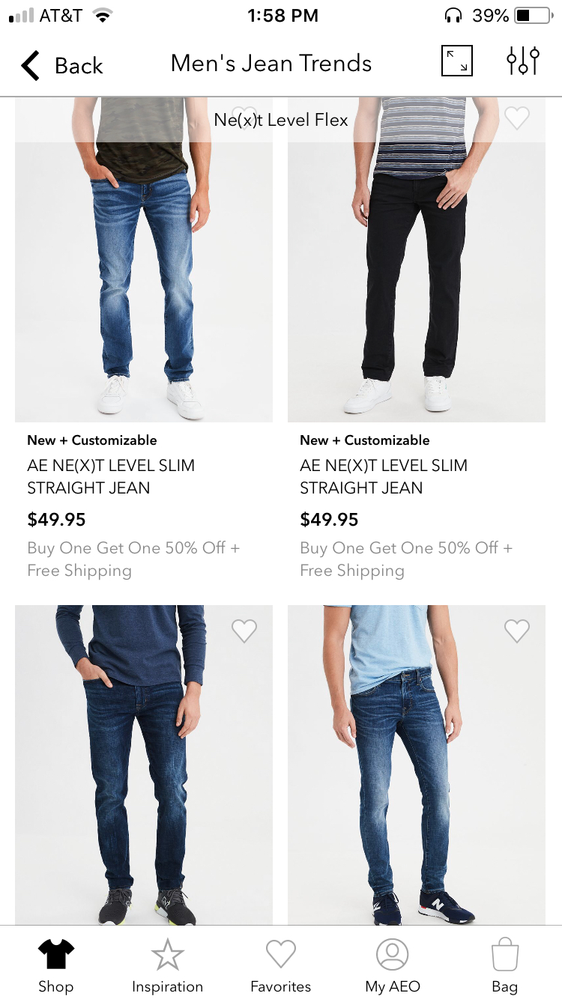 AT&T 1:58 PM 39%
Back Men's Jean Trends
Ne(x)t Level Flex
New + Customizable
AE NE(X)T LEVEL SLIM
STRAIGHT JEAN
$49.95
Buy One Get One 50% Off +
Free Shipping
New + Customizable
AE NE(X)T LEVEL SLIM
STRAIGHT JEAN
$49.95
Buy One Get One 50% Off +
Free Shipping
N
N
Shop Inspiration Favorites My AEO Bag